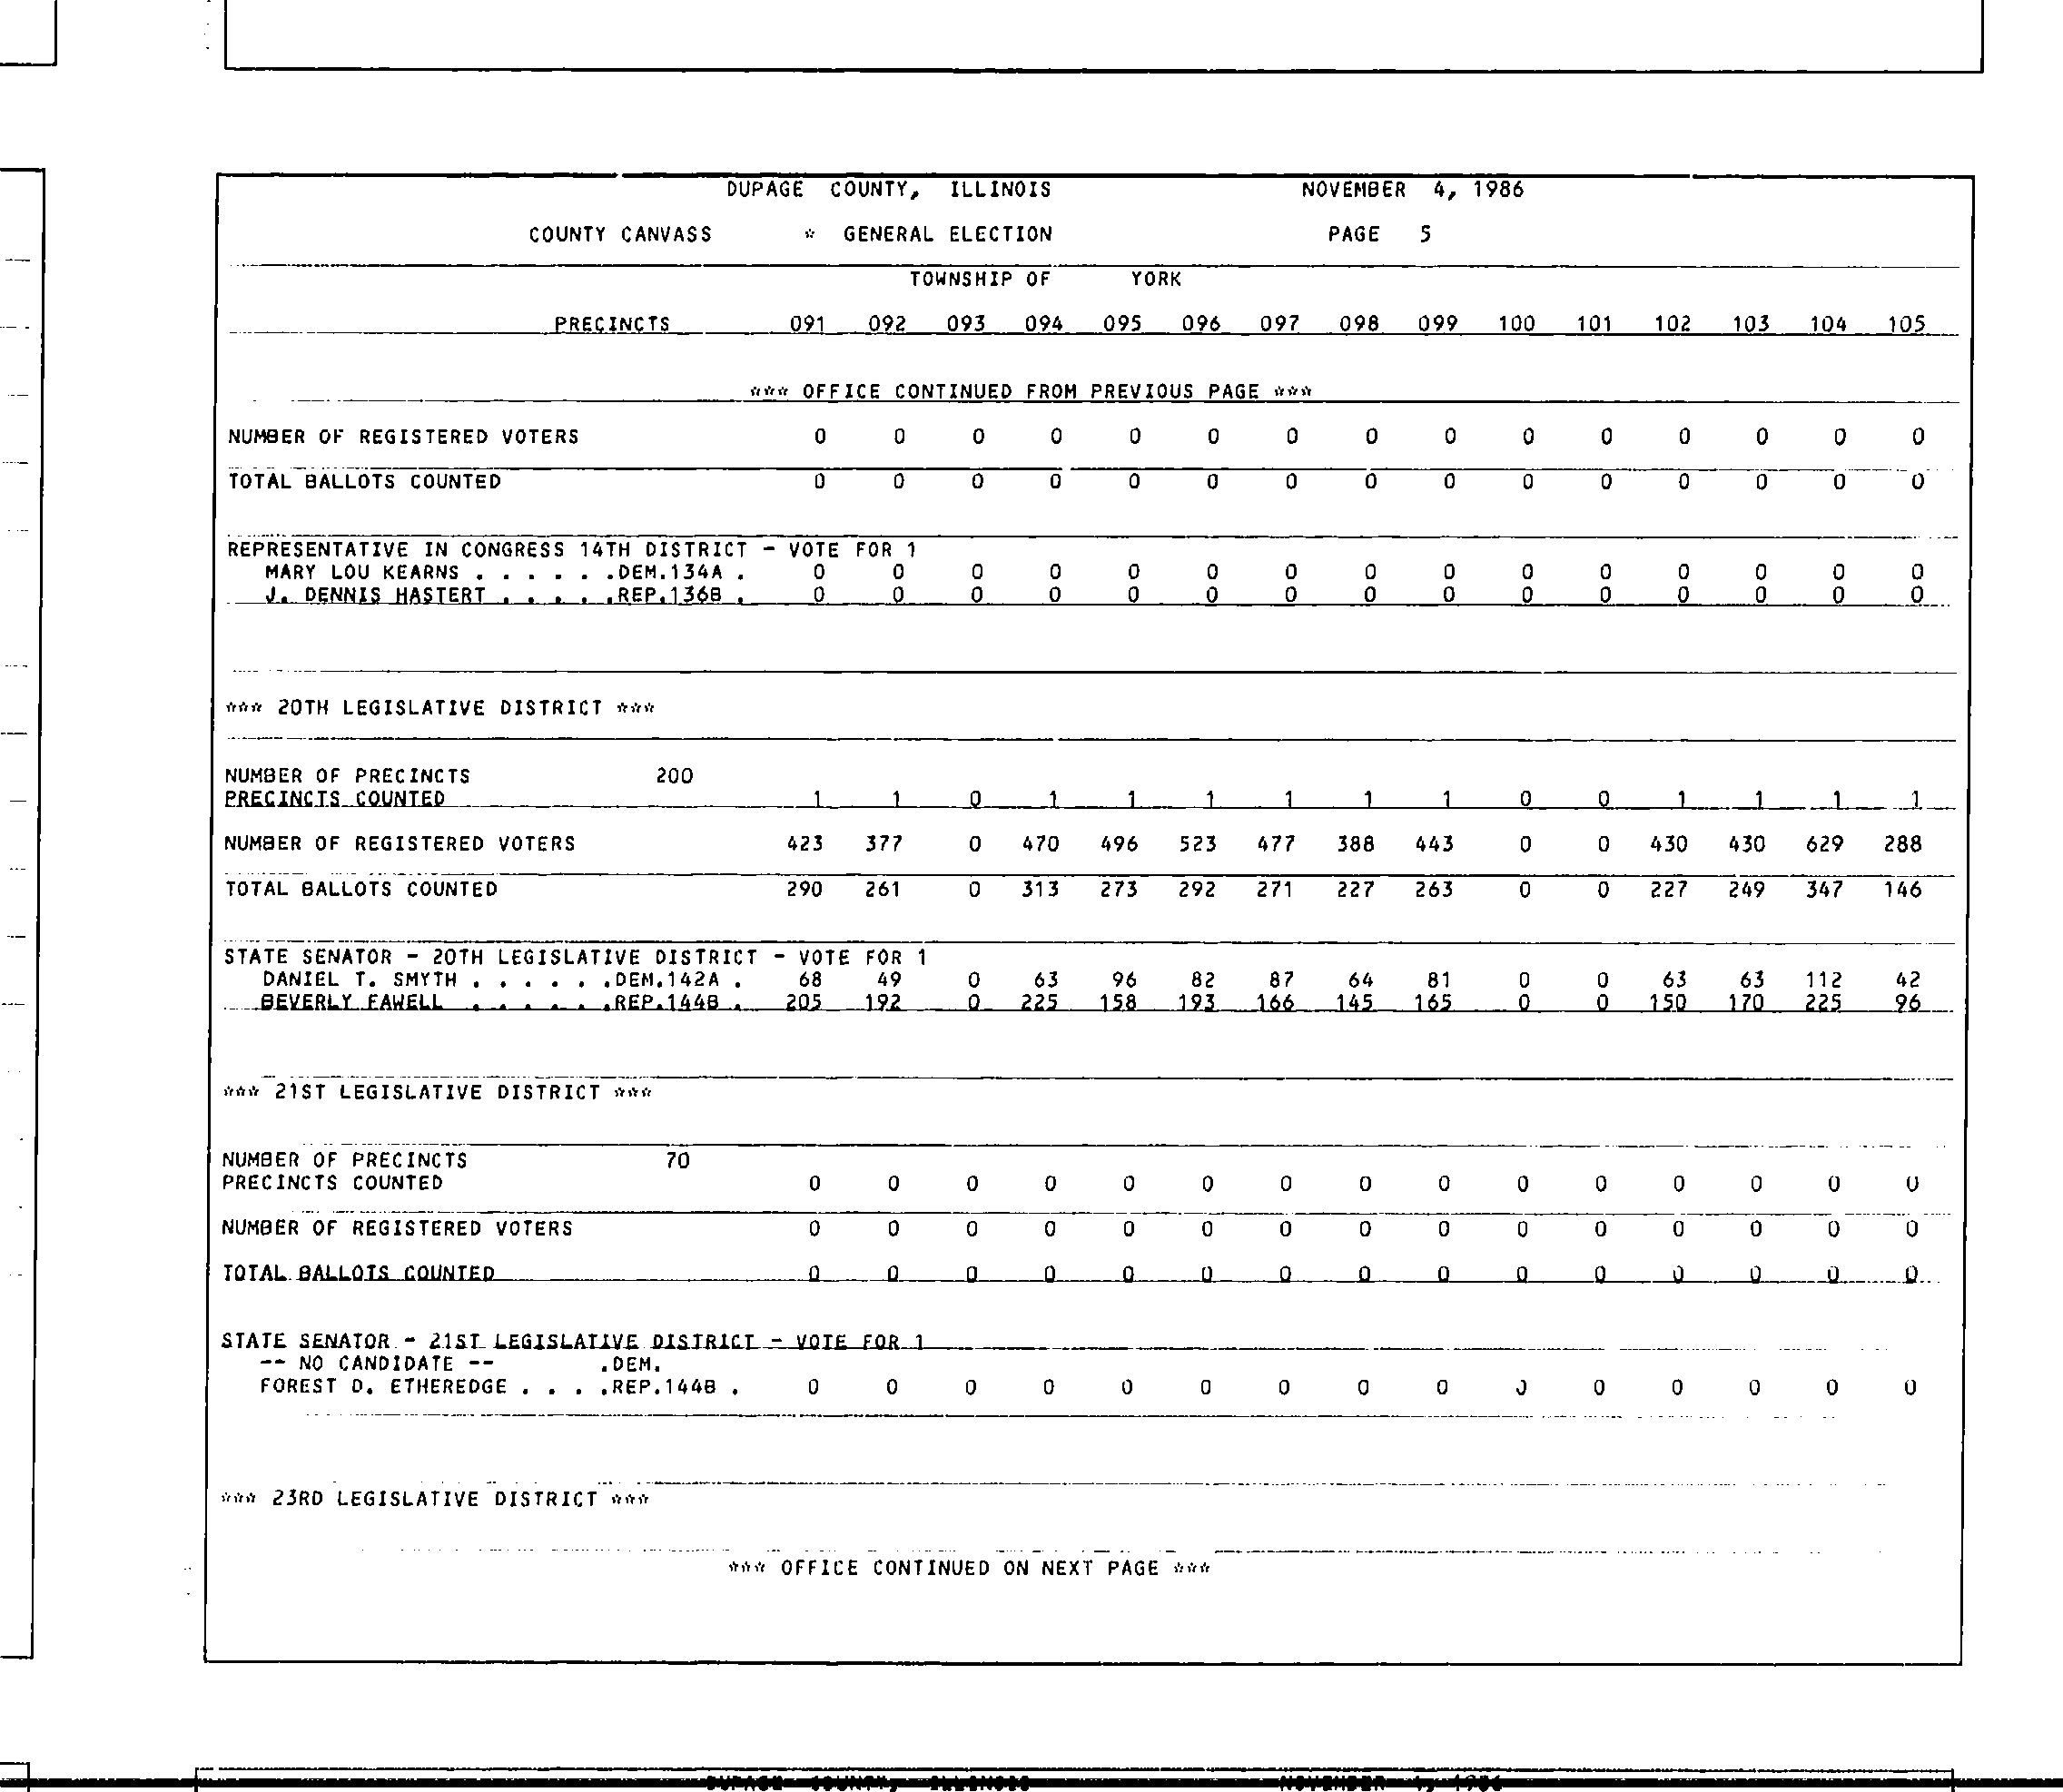 DUPAGE COUNTY, ILLINOIS NOVEMBER 4, 1986
COUNTY CANVASS * GENERAL ELECTION PAGE 5
TOWNSHIP OF YORK
PRECINCTS 091 092 093 094 095 096 097 098 099 100 101 102 103 104 105
*** OFFICE CONTINUED FROM PREVIOUS PAGE ***
NUMBER OF REGISTERED VOTERS 0 0 0 0 0 0 0 0 0 0 0 0 0 0 0
TOTAL BALLOTS COUNTED 0 0 0 0 0 0 0 0 0 0 0 0 0 0 0
REPRESENTATIVE IN CONGRESS 14TH DISTRICT - VOTE FOR 1
MARY LOU KEARNS . . . . . .DEM.134A . 0 0 0 0 0 0 0 0 0 0 0 0 0 0 0
J. DENNIS HASTERT . . . . .REP.136B . 0 0 0 0 0 0 0 0 0 0 0 0 0 0 0
*** 20TH LEGISLATIVE DISTRICT ***
NUMBER OF PRECINCTS 200
PRECINCTS COUNTED 1 1 0 1 1 1 1 1 1 0 0 1 1 1 1
NUMBER OF REGISTERED VOTERS 423 377 0 470 496 523 477 388 443 0 0 430 430 629 288
TOTAL BALLOTS COUNTED 290 261 0 313 273 292 271 227 263 0 0 227 249 347 146
STATE SENATOR - 20TH LEGISLATIVE DISTRICT - VOTE FOR 1
DANIEL T. SMYTH . . . . . .DEM.142A . 68 49 0 63 96 82 87 64 81 0 0 63 63 112 42
BEVERLY FAWELL . . . . . .REP.144B . 205 192 0 225 158 193 166 145 165 0 0 150 170 225 96
*** 21ST LEGISLATIVE DISTRICT ***
NUMBER OF PRECINCTS 70
PRECINCTS COUNTED 0 0 0 0 0 0 0 0 0 0 0 0 0 0 0
NUMBER OF REGISTERED VOTERS 0 0 0 0 0 0 0 0 0 0 0 0 0 0 0
TOTAL BALLOTS COUNTED 0 0 0 0 0 0 0 0 0 0 0 0 0 0 0
STATE SENATOR - 21ST LEGISLATIVE DISTRICT - VOTE FOR 1
-- NO CANDIDATE -- .DEM.
FOREST D. ETHEREDGE . . . .REP.144B . 0 0 0 0 0 0 0 0 0 0 0 0 0 0 0
*** 23RD LEGISLATIVE DISTRICT ***
*** OFFICE CONTINUED ON NEXT PAGE ***
DUPAGE COUNTY, ILLINOIS NOVEMBER 4, 1986